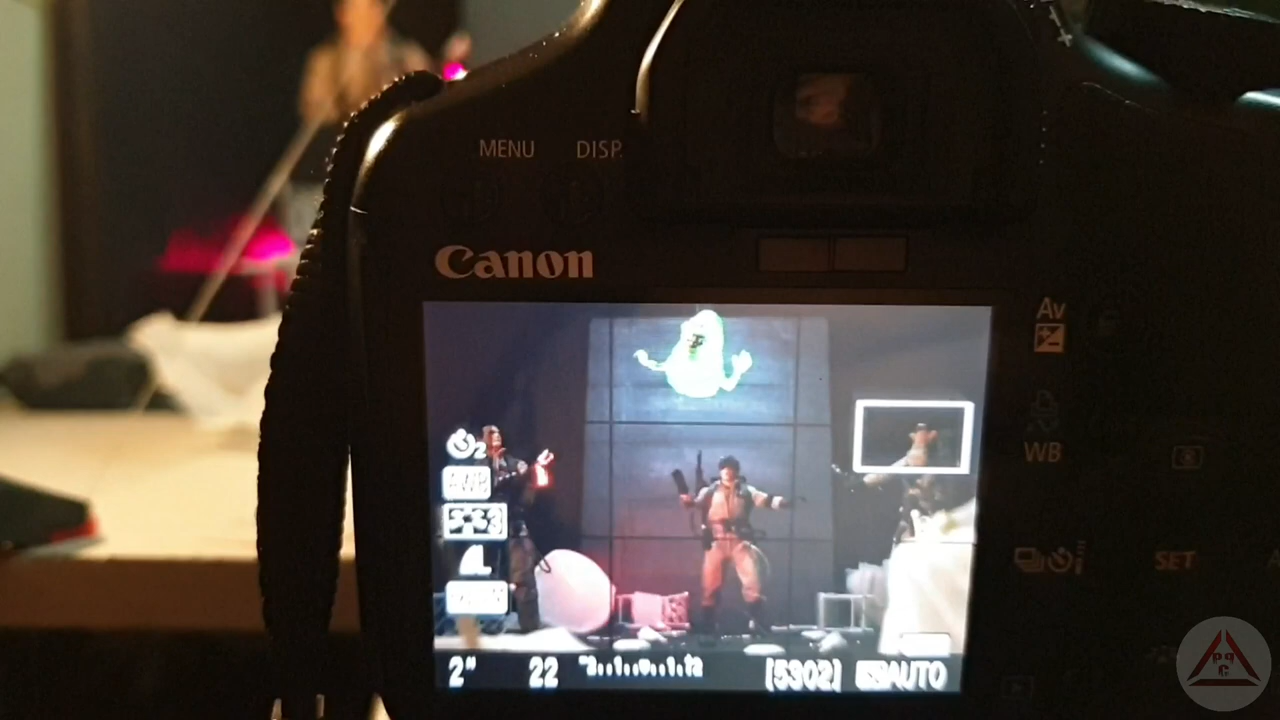 MENU DISP.
Canon
Av
WB
SET
2" 22 [5302] AUTO